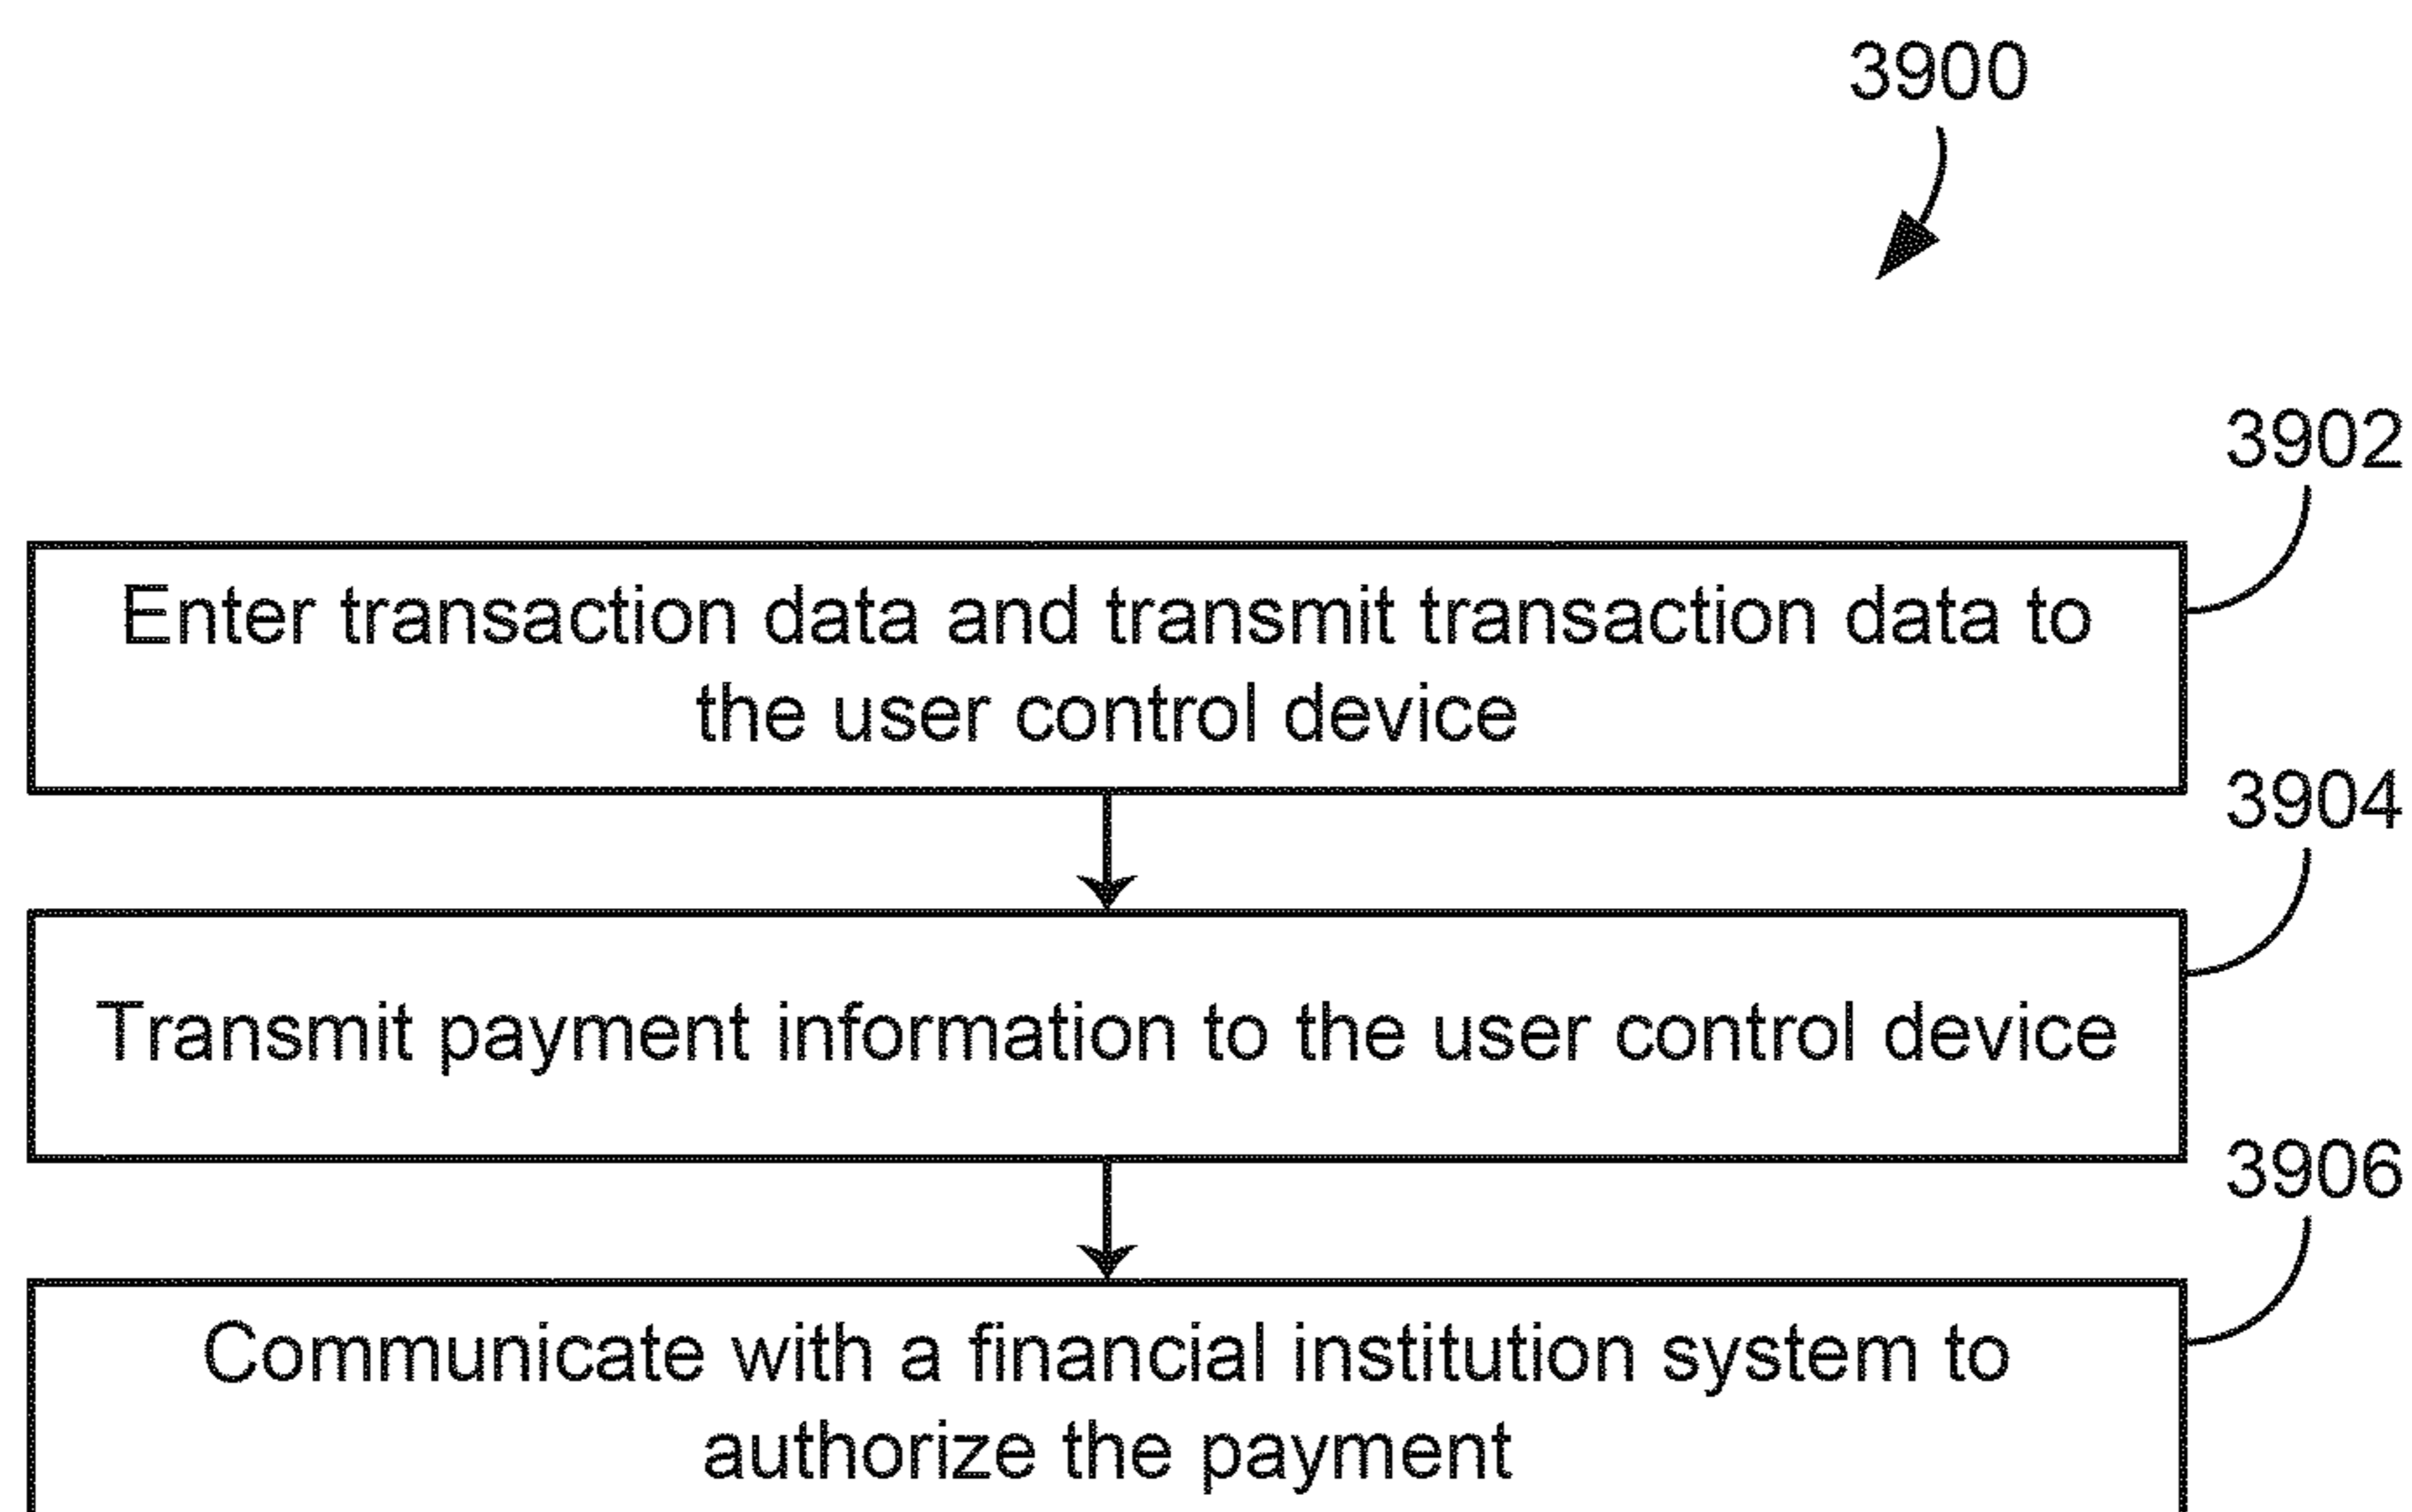 3900
3902
Enter transaction data and transmit transaction data to
the user control device
3904
Transmit payment information to the user control device
3906
Communicate with a financial institution system to
authorize the payment